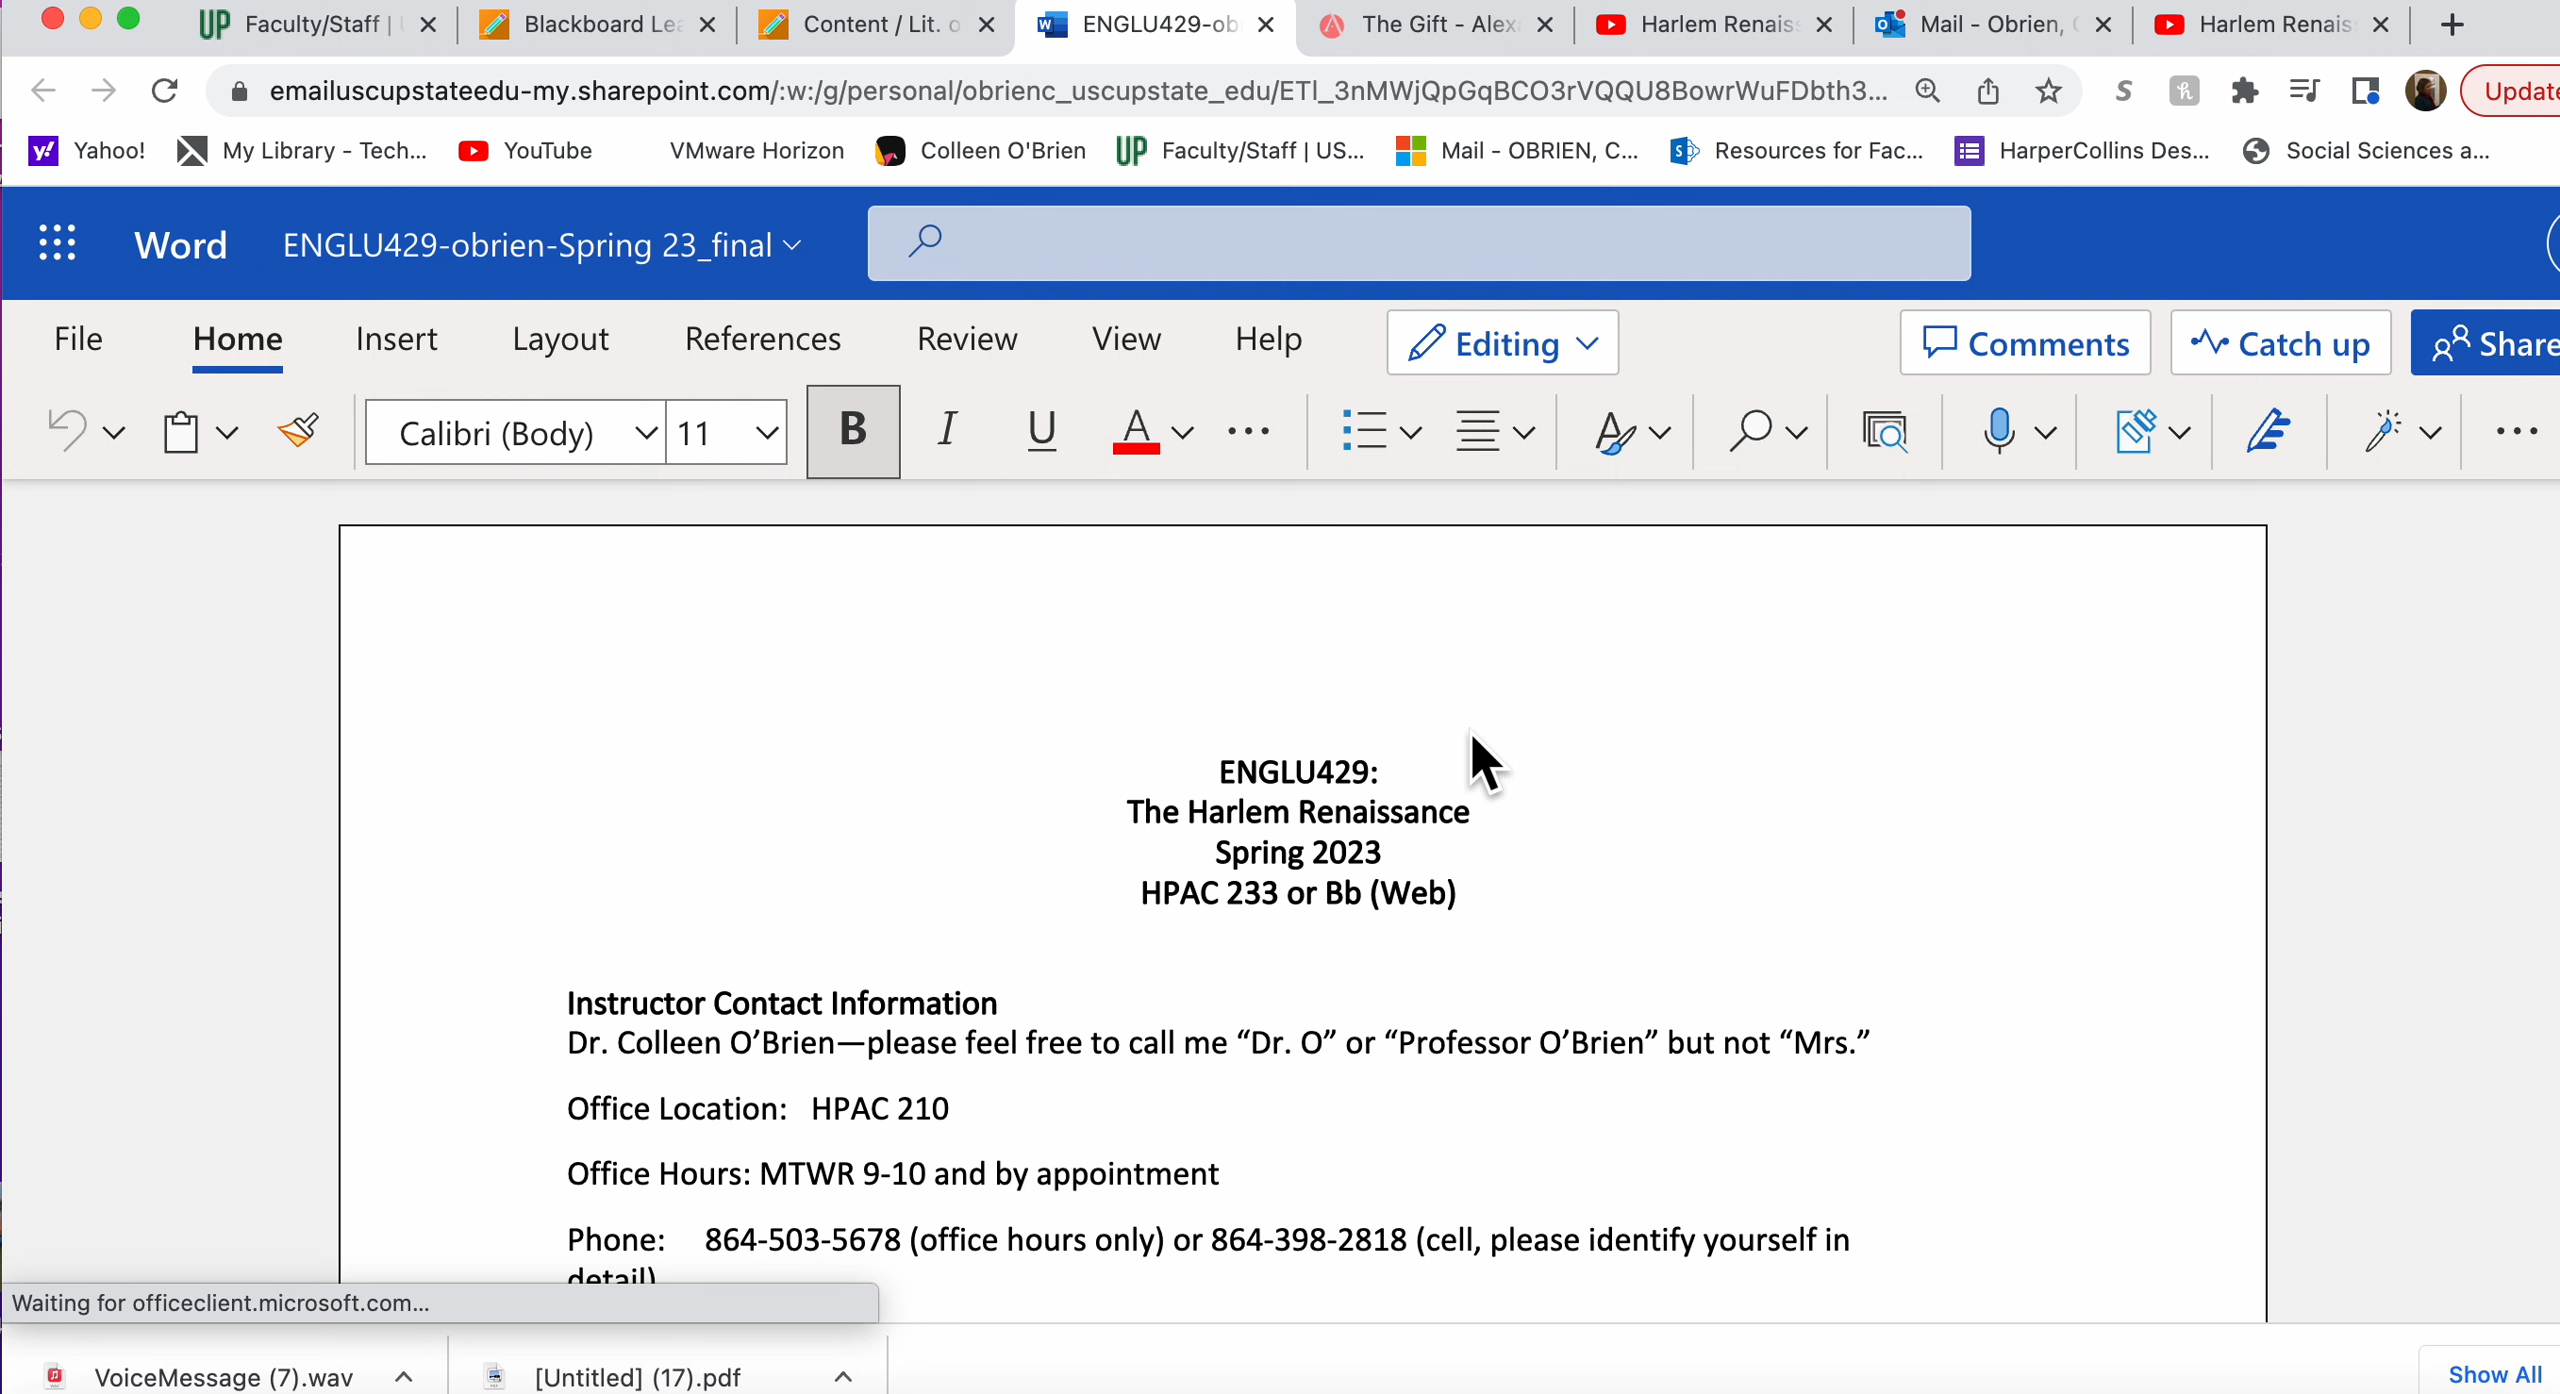 Faculty/Staff |
Blackboard Lea
Content / Lit. o
ENGLU429-ob
The Gift - Alex
Harlem Renais
Mail - Obrien,
Harlem Renais
emailuscupstateedu-my.sharepoint.com/:w:/g/personal/obrienc_uscupstate_edu/ETl_3nMWjQpGqBCO3rVQQU8BowrWuFDbth3...
Update
Yahoo!
My Library - Tech...
YouTube
VMware Horizon
Colleen O'Brien
Faculty/Staff | US...
Mail - OBRIEN, C...
Resources for Fac...
HarperCollins Des...
Social Sciences a...
Word
ENGLU429-obrien-Spring 23_final
File
Home
Insert
Layout
References
Review
View
Help
Editing
Comments
Catch up
Share
Calibri (Body)
11
B
I
U
A
ENGLU429:
The Harlem Renaissance
Spring 2023
HPAC 233 or Bb (Web)
Instructor Contact Information
Dr. Colleen O’Brien—please feel free to call me “Dr. O” or “Professor O’Brien” but not “Mrs.”
Office Location: HPAC 210
Office Hours: MTWR 9-10 and by appointment
Phone: 864-503-5678 (office hours only) or 864-398-2818 (cell, please identify yourself in
detail)
Waiting for officeclient.microsoft.com...
VoiceMessage (7).wav
[Untitled] (17).pdf
Show All